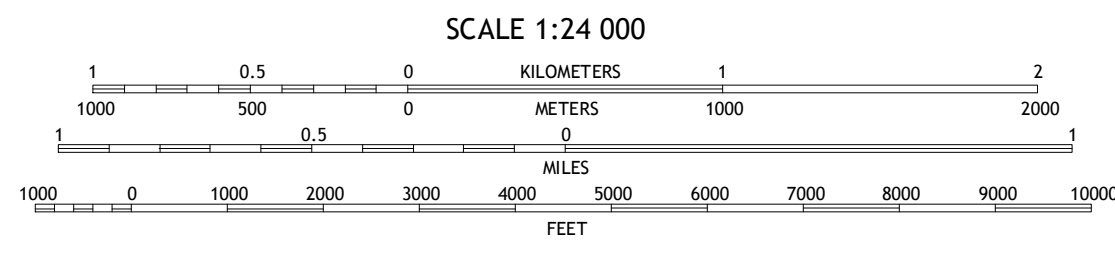 SCALE 1:24 000
1 0.5 0 KILOMETERS 1 2
1000 500 0 METERS 1000 2000
1 0.5 0 1
MILES
1000 0 1000 2000 3000 4000 5000 6000 7000 8000 9000 10000
FEET